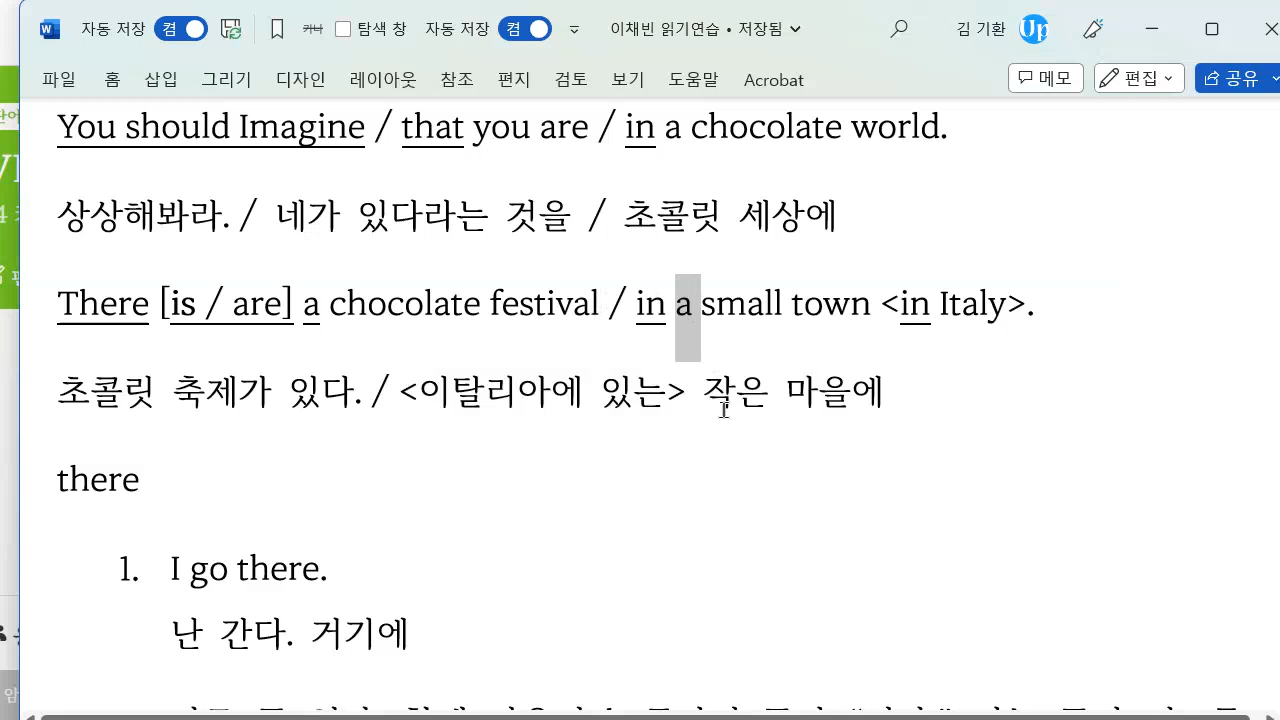 자동 저장 켬 가나 탐색 창 자동 저장 켬 이채빈 읽기연습 • 저장됨 김 기환 Up
파일 홈 삽입 그리기 디자인 레이아웃 참조 편지 검토 보기 도움말 Acrobat 메모 편집 공유
You should Imagine / that you are / in a chocolate world.
상상해봐라. / 네가 있다라는 것을 / 초콜릿 세상에
There [is / are] a chocolate festival / in a small town <in Italy>.
초콜릿 축제가 있다. / <이탈리아에 있는> 작은 마을에
there
1. I go there.
난 간다. 거기에